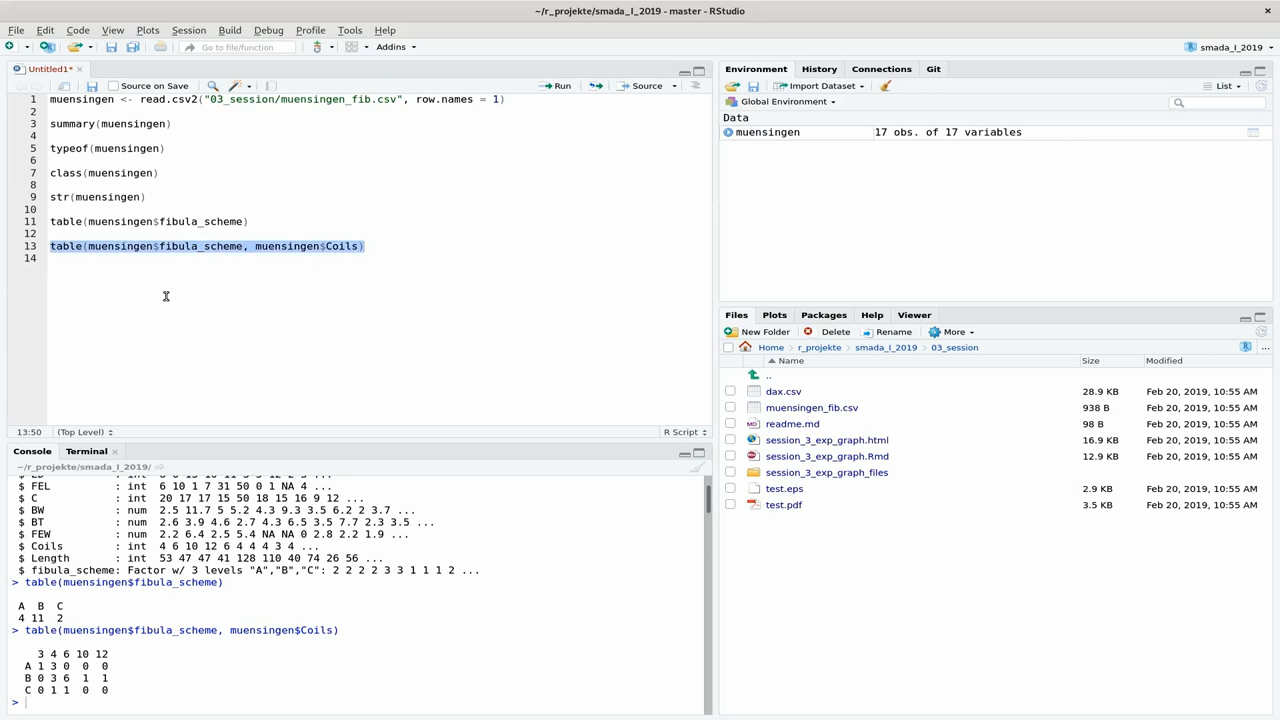 ~/r_projekte/smada_I_2019 - master - RStudio
File Edit Code View Plots Session Build Debug Profile Tools Help
Go to file/function Addins smada_I_2019
Untitled1*
Source on Save Run Source
1 muensingen <- read.csv2("03_session/muensingen_fib.csv", row.names = 1)
2
3 summary(muensingen)
4
5 typeof(muensingen)
6
7 class(muensingen)
8
9 str(muensingen)
10
11 table(muensingen$fibula_scheme)
12
13 table(muensingen$fibula_scheme, muensingen$Coils)
14
13:50 (Top Level) R Script
Console Terminal
~/r_projekte/smada_I_2019/
$ FEL : int 6 10 1 7 31 50 0 1 NA 4 ...
$ C : int 20 17 17 15 50 18 15 16 9 12 ...
$ BW : num 2.5 11.7 5 5.2 4.3 9.3 3.5 6.2 2 3.7 ...
$ BT : num 2.6 3.9 4.6 2.7 4.3 6.5 3.5 7.7 2.3 3.5 ...
$ FEW : num 2.2 6.4 2.5 5.4 NA NA 0 2.8 2.2 1.9 ...
$ Coils : int 4 6 10 12 6 4 4 4 3 4 ...
$ Length : int 53 47 47 41 128 110 40 74 26 56 ...
$ fibula_scheme: Factor w/ 3 levels "A","B","C": 2 2 2 2 3 3 1 1 1 2 ...
> table(muensingen$fibula_scheme)
A B C
4 11 2
> table(muensingen$fibula_scheme, muensingen$Coils)
3 4 6 10 12
A 1 3 0 0 0
B 0 3 6 1 1
C 0 1 1 0 0
>
Environment History Connections Git
Import Dataset List
Global Environment
Data
muensingen 17 obs. of 17 variables
Files Plots Packages Help Viewer
New Folder Delete Rename More
Home r_projekte smada_I_2019 03_session ...
Name Size Modified
..
dax.csv 28.9 KB Feb 20, 2019, 10:55 AM
muensingen_fib.csv 938 B Feb 20, 2019, 10:55 AM
readme.md 98 B Feb 20, 2019, 10:55 AM
session_3_exp_graph.html 16.9 KB Feb 20, 2019, 10:55 AM
session_3_exp_graph.Rmd 12.9 KB Feb 20, 2019, 10:55 AM
session_3_exp_graph_files
test.eps 2.9 KB Feb 20, 2019, 10:55 AM
test.pdf 3.5 KB Feb 20, 2019, 10:55 AM